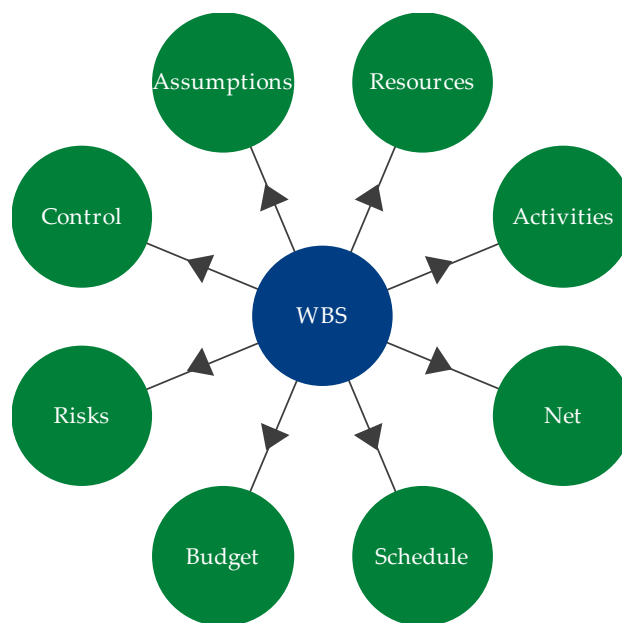 Assumptions
Resources
Control
Activities
WBS
Risks
Net
Budget
Schedule